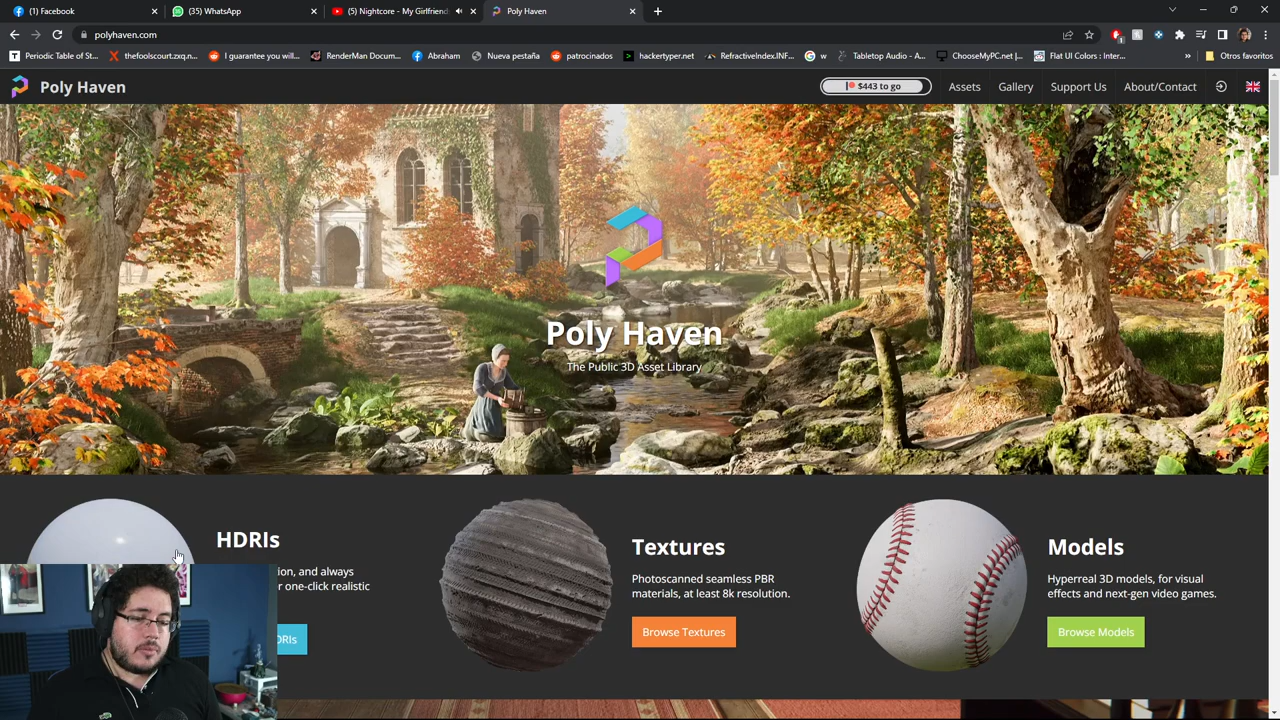 (1) Facebook
(35) WhatsApp
(5) Nightcore - My Girlfriend
Poly Haven
polyhaven.com
Periodic Table of St...
thefooliscourt.zxq.n...
I guarantee you will...
RenderMan Docum...
Abraham
Nueva pestaña
patrocinados
hackertyper.net
RefractiveIndex.INF...
w
Tabletop Audio - A...
ChooseMyPC.net |...
Flat UI Colors : Inter...
»
Otros favoritos
Poly Haven
$443 to go
Assets
Gallery
Support Us
About/Contact
Poly Haven
The Public 3D Asset Library
HDRIs
ion, and always
r one-click realistic
DRIs
Textures
Photoscanned seamless PBR
materials, at least 8k resolution.
Browse Textures
Models
Hyperreal 3D models, for visual
effects and next-gen video games.
Browse Models